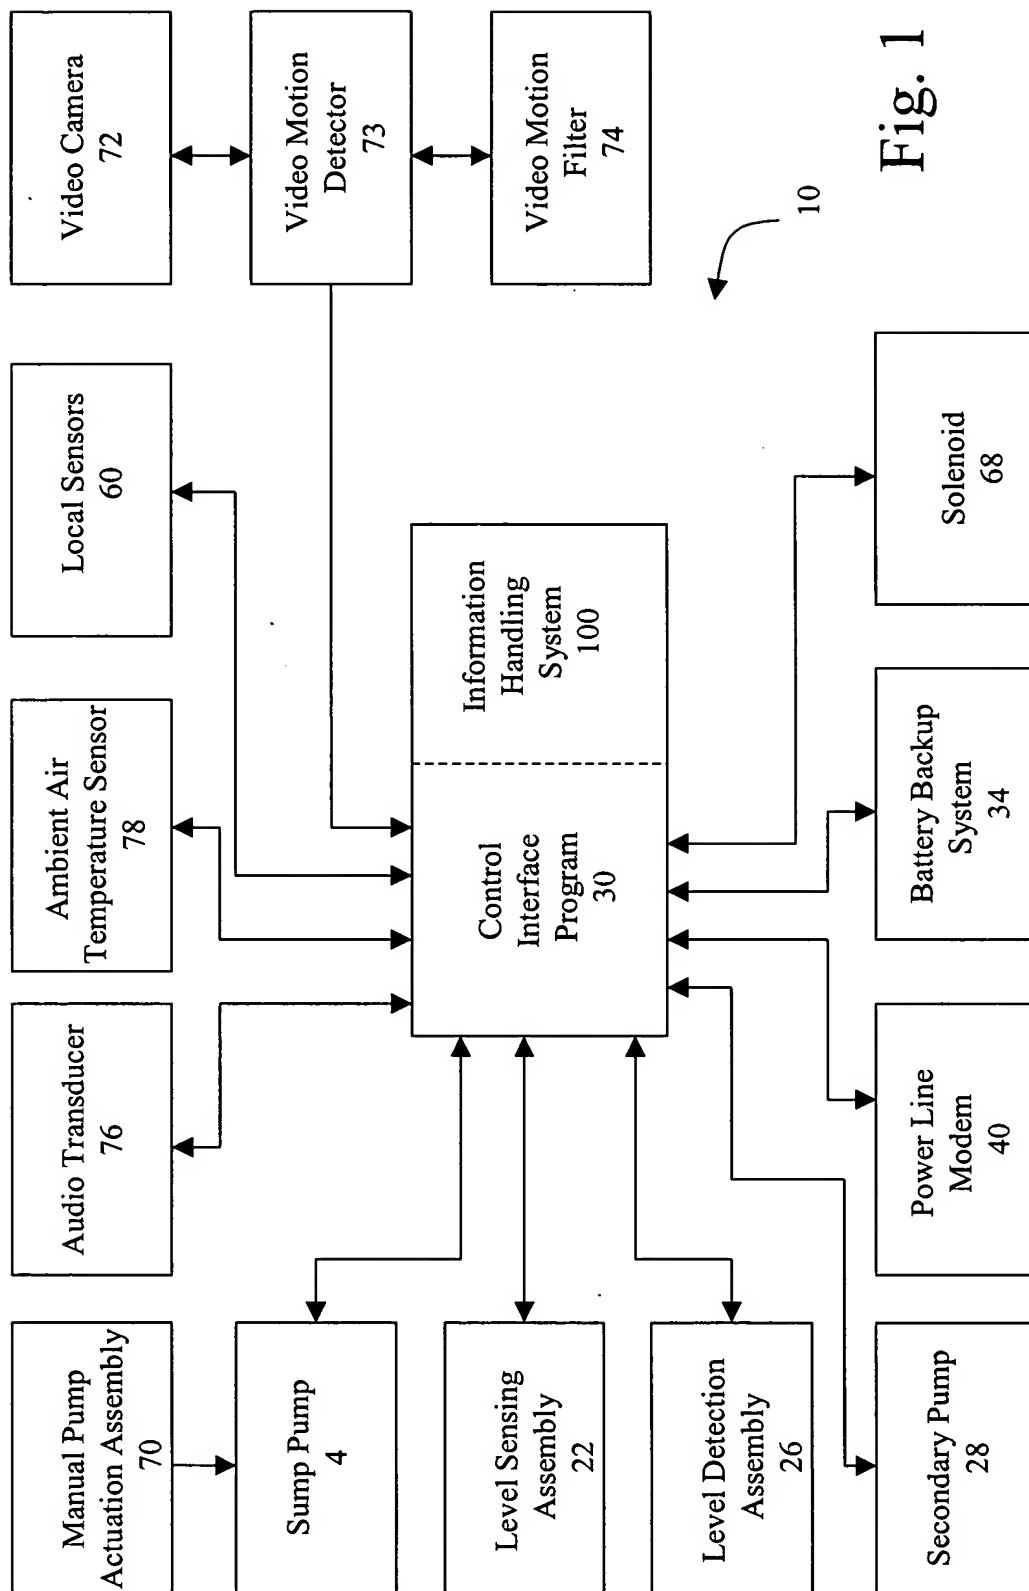 Manual Pump
Actuation Assembly
70
Audio Transducer
76
Ambient Air
Temperature Sensor
78
Local Sensors
60
Video Camera
72
Sump Pump
4
Video Motion
Detector
73
Level Sensing
Assembly
22
Control
Interface
Program
30
Information
Handling
System
100
Video Motion
Filter
74
Level Detection
Assembly
26
10
Secondary Pump
28
Power Line
Modem
40
Battery Backup
System
34
Solenoid
68
Fig. 1